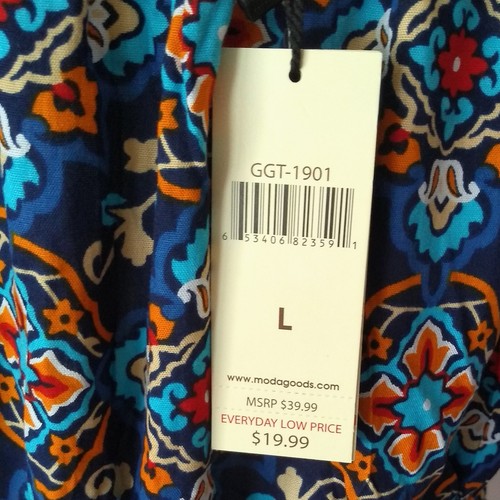 GGT-1901
6 53406 82359 1
L
www.modagoods.com
MSRP $39.99
EVERYDAY LOW PRICE
$19.99